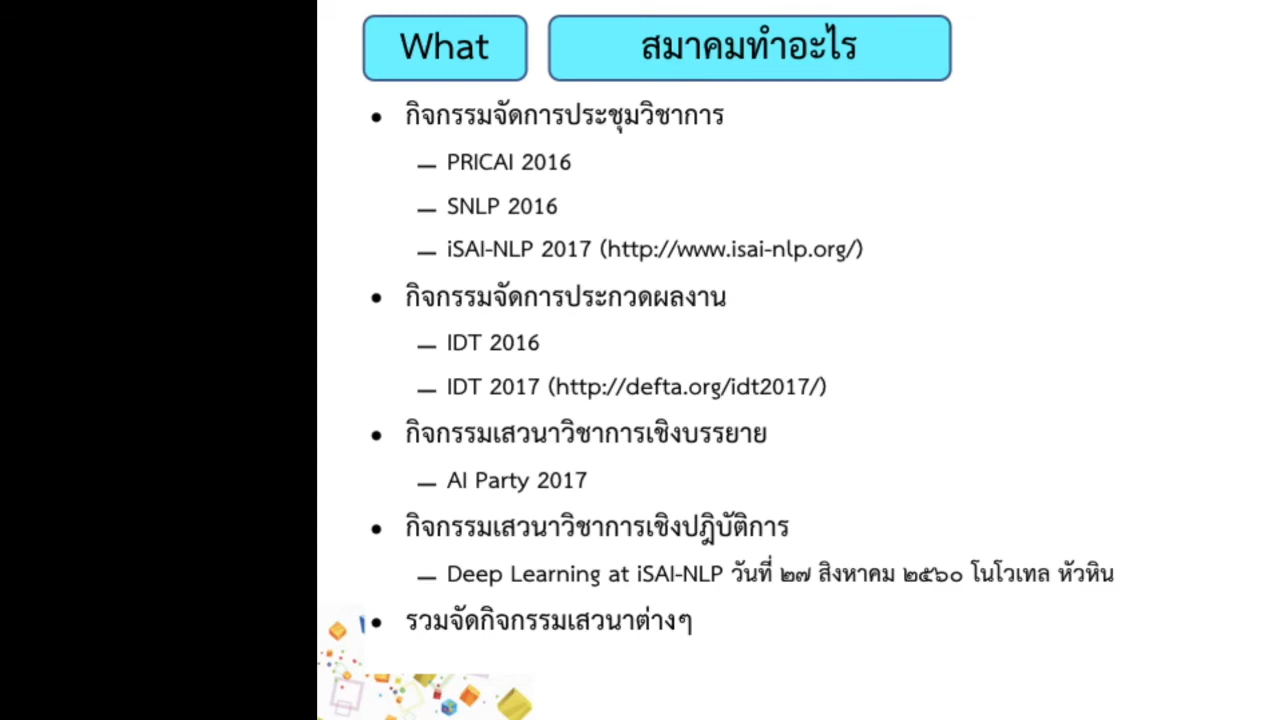 What สมาคมทำอะไร
• กิจกรรมจัดการประชุมวิชาการ
– PRICAI 2016
– SNLP 2016
– iSAI-NLP 2017 (http://www.isai-nlp.org/)
• กิจกรรมจัดการประกวดผลงาน
– IDT 2016
– IDT 2017 (http://defta.org/idt2017/)
• กิจกรรมเสวนาวิชาการเชิงบรรยาย
– AI Party 2017
• กิจกรรมเสวนาวิชาการเชิงปฎิบัติการ
– Deep Learning at iSAI-NLP วันที่ ๒๗ สิงหาคม ๒๕๖๐ โนโวเทล หัวหิน
• รวมจัดกิจกรรมเสวนาต่างๆ